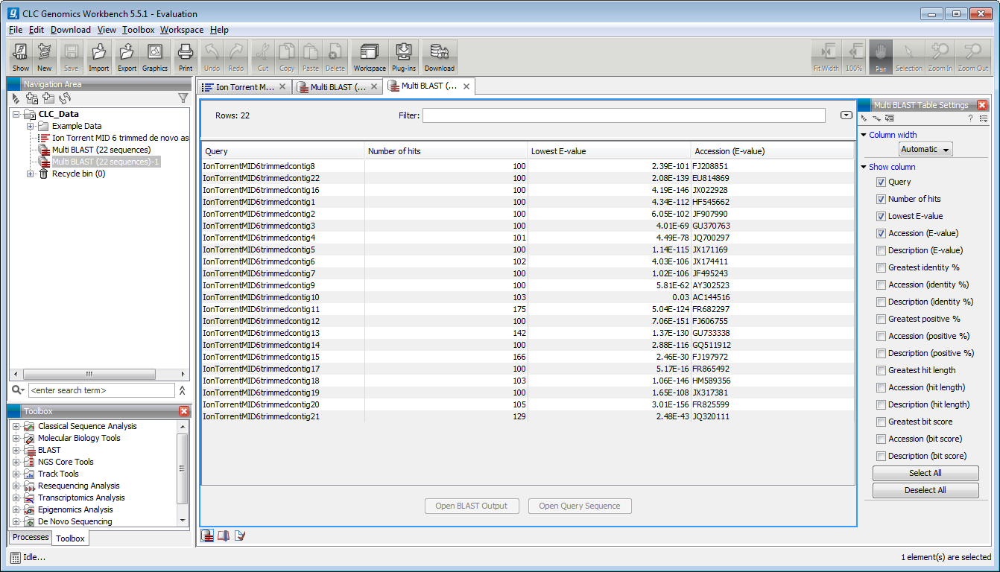 CLC Genomics Workbench 5.5.1 - Evaluation
File Edit Download View Toolbox Workspace Help
Show New Save Import Export Graphics Print Undo Redo Cut Copy Paste Delete Workspace Plug-ins Download Fit Width 100% Pan Selection Zoom In Zoom Out
Navigation Area
CLC_Data
Example Data
Ion Torrent MID 6 trimmed de novo as
Multi BLAST (22 sequences)
Multi BLAST (22 sequences)-1
Recycle bin (0)
<enter search term>
Toolbox
Classical Sequence Analysis
Molecular Biology Tools
BLAST
NGS Core Tools
Track Tools
Resequencing Analysis
Transcriptomics Analysis
Epigenomics Analysis
De Novo Sequencing
Processes Toolbox
Ion Torrent M... Multi BLAST (... Multi BLAST (...
Rows: 22 Filter:
Query Number of hits Lowest E-value Accession (E-value)
IonTorrentMID6trimmedcontig8 100 2.39E-101 FJ208851
IonTorrentMID6trimmedcontig22 100 2.08E-139 EU814869
IonTorrentMID6trimmedcontig16 100 4.19E-146 JX022928
IonTorrentMID6trimmedcontig1 100 4.34E-112 HF545662
IonTorrentMID6trimmedcontig2 100 6.05E-102 JF907990
IonTorrentMID6trimmedcontig3 100 4.01E-69 GU370763
IonTorrentMID6trimmedcontig4 101 4.49E-78 JQ700297
IonTorrentMID6trimmedcontig5 100 1.14E-115 JX171169
IonTorrentMID6trimmedcontig6 102 4.03E-106 JX174411
IonTorrentMID6trimmedcontig7 100 1.02E-106 JF495243
IonTorrentMID6trimmedcontig9 100 5.81E-62 AY302523
IonTorrentMID6trimmedcontig10 103 0.03 AC144516
IonTorrentMID6trimmedcontig11 175 5.04E-124 FR682297
IonTorrentMID6trimmedcontig12 100 7.06E-151 FJ606755
IonTorrentMID6trimmedcontig13 142 1.37E-130 GU733338
IonTorrentMID6trimmedcontig14 100 2.88E-116 GQ511912
IonTorrentMID6trimmedcontig15 166 2.46E-30 FJ197972
IonTorrentMID6trimmedcontig17 100 5.17E-16 FR865492
IonTorrentMID6trimmedcontig18 103 1.06E-146 HM589356
IonTorrentMID6trimmedcontig19 100 1.65E-108 JX317381
IonTorrentMID6trimmedcontig20 105 3.01E-156 FR825599
IonTorrentMID6trimmedcontig21 129 2.48E-43 JQ320111
Open BLAST Output Open Query Sequence
Multi BLAST Table Settings
?
Column width
Automatic
Show column
Query
Number of hits
Lowest E-value
Accession (E-value)
Description (E-value)
Greatest identity %
Accession (identity %)
Description (identity %)
Greatest positive %
Accession (positive %)
Description (positive %)
Greatest hit length
Accession (hit length)
Description (hit length)
Greatest bit score
Accession (bit score)
Description (bit score)
Select All
Deselect All
Idle... 1 element(s) are selected